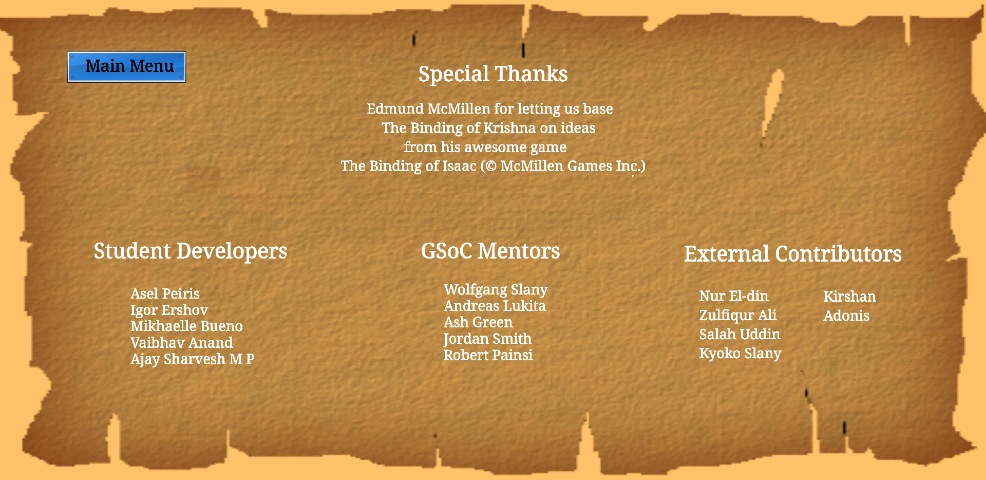 Main Menu
Special Thanks
Edmund McMillen for letting us base
The Binding of Krishna on ideas
from his awesome game
The Binding of Isaac (© McMillen Games Inc.)
Student Developers
Asel Peiris
Igor Ershov
Mikhaelle Bueno
Vaibhav Anand
Ajay Sharvesh M P
GSoC Mentors
Wolfgang Slany
Andreas Lukita
Ash Green
Jordan Smith
Robert Painsi
External Contributors
Nur El-din
Zulfiqur Ali
Salah Uddin
Kyoko Slany
Kirshan
Adonis